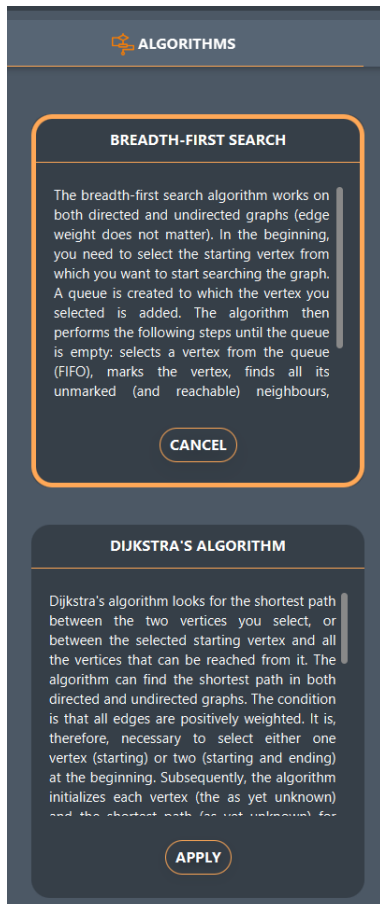 ALGORITHMS
BREADTH-FIRST SEARCH
The breadth-first search algorithm works on
both directed and undirected graphs (edge
weight does not matter). In the beginning,
you need to select the starting vertex from
which you want to start searching the graph.
A queue is created to which the vertex you
selected is added. The algorithm then
performs the following steps until the queue
is empty: selects a vertex from the queue
(FIFO), marks the vertex, finds all its
unmarked (and reachable) neighbours,
CANCEL
DIJKSTRA'S ALGORITHM
Dijkstra's algorithm looks for the shortest path
between the two vertices you select, or
between the selected starting vertex and all
the vertices that can be reached from it. The
algorithm can find the shortest path in both
directed and undirected graphs. The condition
is that all edges are positively weighted. It is,
therefore, necessary to select either one
vertex (starting) or two (starting and ending)
at the beginning. Subsequently, the algorithm
initializes each vertex (the as yet unknown)
and the shortest path (as yet unknown) for
APPLY